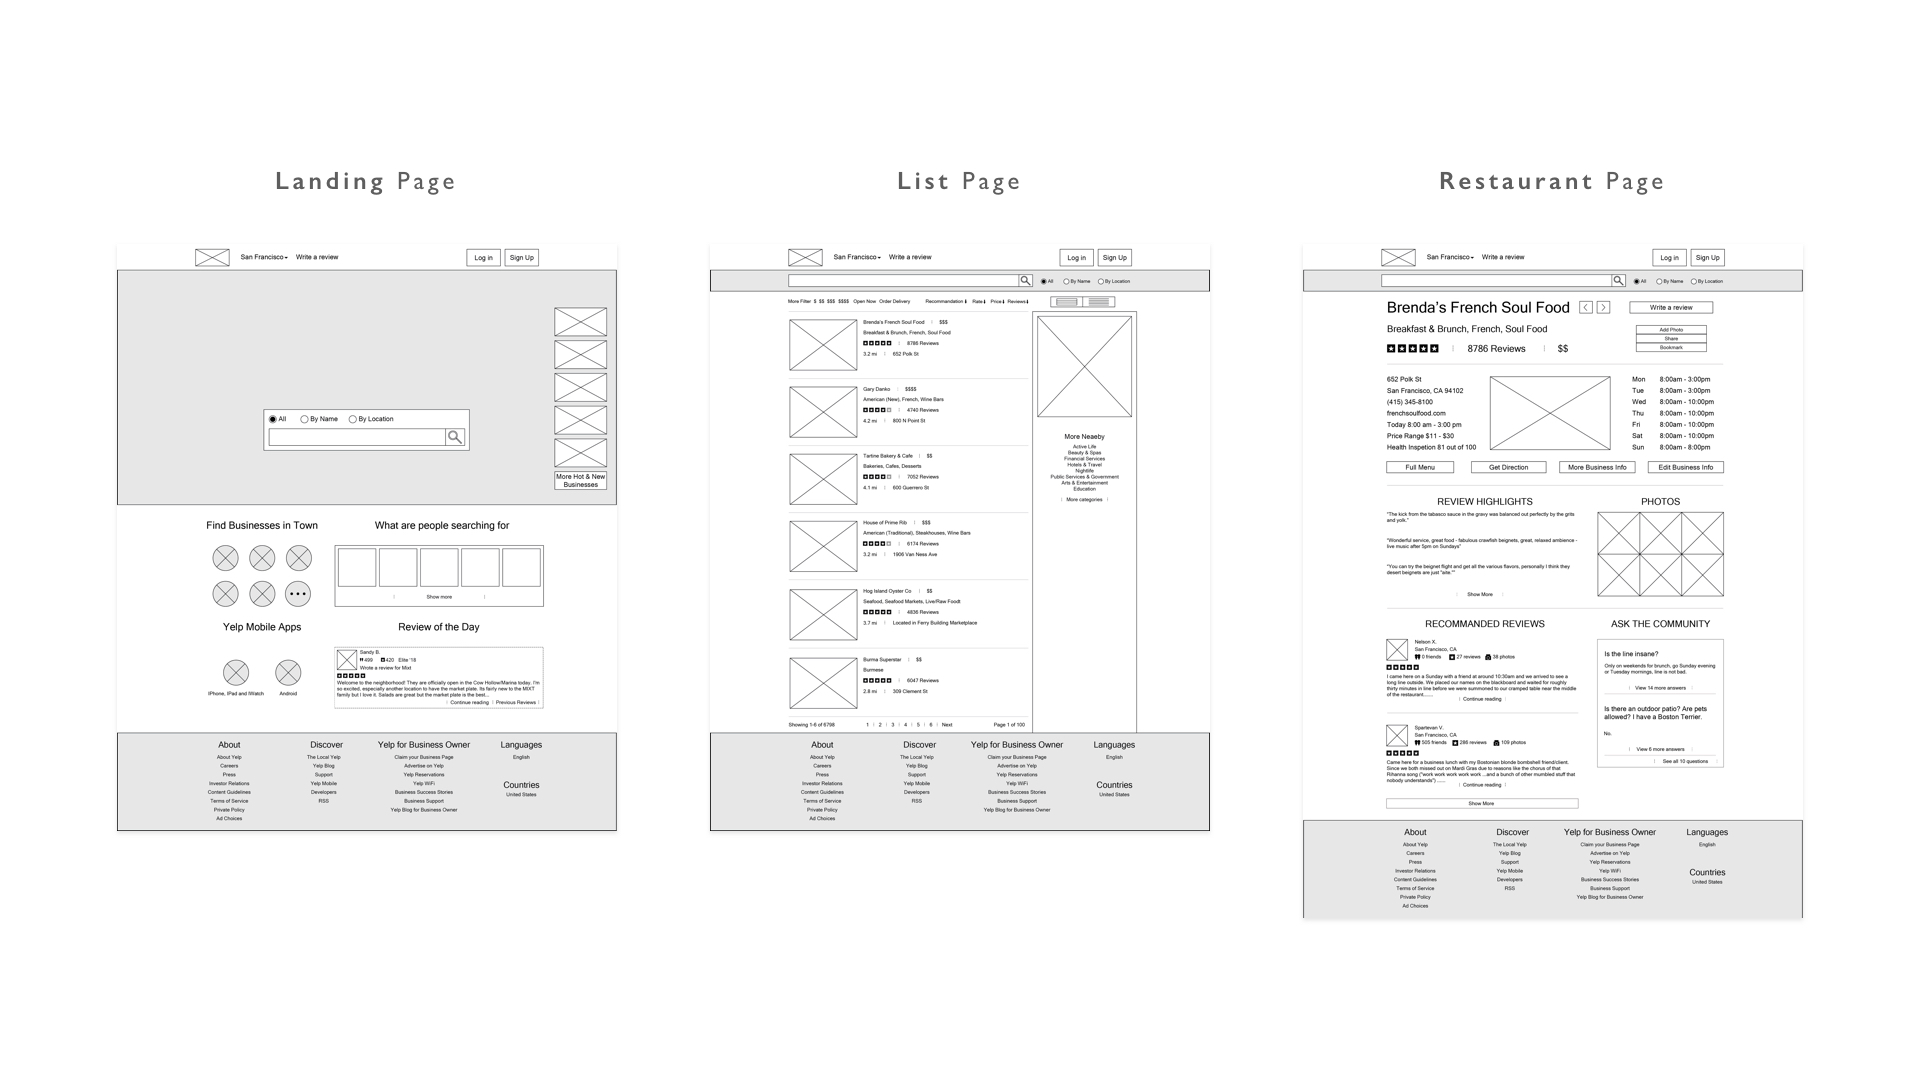 Landing Page
San Francisco Write a review Log in Sign Up
All By Name By Location
More Hot & New
Businesses
Find Businesses in Town
What are people searching for
Show more
Yelp Mobile Apps
IPhone, IPad and IWatch Android
Review of the Day
Sandy B.
499 420 Elite '18
Wrote a review for Mixt
Welcome to the neighborhood! They are officially open in the Cow Hollow/Marina today. I'm
so excited, especially another location to have the market plate. Its fairly new to the MIXT
family but I love it. Salads are great but the market plate is the best...
Continue reading Previous Reviews
About
About Yelp
Careers
Press
Investor Relations
Content Guidelines
Terms of Service
Private Policy
Ad Choices
Discover
The Local Yelp
Yelp Blog
Support
Yelp Mobile
Developers
RSS
Yelp for Business Owner
Claim your Business Page
Advertise on Yelp
Yelp Reservations
Yelp WiFi
Business Success Stories
Business Support
Yelp Blog for Business Owner
Languages
English
Countries
United States
List Page
San Francisco Write a review Log in Sign Up
All By Name By Location
More Filter $ $$ $$$ $$$$ Open Now Order Delivery Recommendation Rate Price Reviews
Brenda's French Soul Food $$$
Breakfast & Brunch, French, Soul Food
8786 Reviews
3.2 mi 652 Polk St
Gary Danko $$$$
American (New), French, Wine Bars
4740 Reviews
4.2 mi 800 N Point St
Tartine Bakery & Cafe $$
Bakeries, Cafes, Desserts
7052 Reviews
4.1 mi 600 Guerrero St
House of Prime Rib $$$
American (Traditional), Steakhouses, Wine Bars
6174 Reviews
3.2 mi 1906 Van Ness Ave
Hog Island Oyster Co $$
Seafood, Seafood Markets, Live/Raw Foodt
4836 Reviews
3.7 mi Located in Ferry Building Marketplace
Burma Superstar $$
Burmese
6047 Reviews
2.8 mi 309 Clement St
Showing 1-6 of 6798 1 2 3 4 5 6 Next Page 1 of 100
More Neaeby
Active Life
Beauty & Spas
Financial Services
Hotels & Travel
Nightlife
Public Services & Government
Arts & Entertainment
Education
More categories
About
About Yelp
Careers
Press
Investor Relations
Content Guidelines
Terms of Service
Private Policy
Ad Choices
Discover
The Local Yelp
Yelp Blog
Support
Yelp Mobile
Developers
RSS
Yelp for Business Owner
Claim your Business Page
Advertise on Yelp
Yelp Reservations
Yelp WiFi
Business Success Stories
Business Support
Yelp Blog for Business Owner
Languages
English
Countries
United States
Restaurant Page
San Francisco Write a review Log in Sign Up
All By Name By Location
Brenda's French Soul Food < >
Breakfast & Brunch, French, Soul Food
8786 Reviews $$
Write a review
Add Photo
Share
Bookmark
652 Polk St
San Francisco, CA 94102
(415) 345-8100
frenchsoulfood.com
Today 8:00 am - 3:00 pm
Price Range $11 - $30
Health Inspetion 81 out of 100
Mon 8:00am - 3:00pm
Tue 8:00am - 3:00pm
Wed 8:00am - 10:00pm
Thu 8:00am - 10:00pm
Fri 8:00am - 10:00pm
Sat 8:00am - 10:00pm
Sun 8:00am - 8:00pm
Full Menu Get Direction More Business Info Edit Business Info
REVIEW HIGHLIGHTS
"The kick from the tabasco sauce in the gravy was balanced out perfectly by the grits
and yolk."
"Wonderful service, great food - fabulous crawfish beignets, great, relaxed ambience -
live music after 5pm on Sundays"
"You can try the beignet flight and get all the various flavors, personally I think they
desert beignets are just "aite.""
Show More
PHOTOS
RECOMMANDED REVIEWS
Nelson X.
San Francisco, CA
0 friends 27 reviews 38 photos
I came here on a Sunday with a friend at around 10:30am and we arrived to see a
long line outside. We placed our names on the blackboard and waited for roughly
thirty minutes in line before we were summoned to our cramped table near the middle
of the restaurant......
Continue reading
Spartevan V.
San Francisco, CA
505 friends 288 reviews 109 photos
Came here for a business lunch with my Bostonian blonde bombshell friend/client.
Since we both missed out on Mardi Gras due to reasons like the chorus of that
Rihanna song ("work work work work ...and a bunch of other mumbled stuff that
nobody understands") ......
Continue reading
Show More
ASK THE COMMUNITY
Is the line insane?
Only on weekends for brunch, go Sunday evening
or Tuesday mornings, line is not bad.
View 14 more answers
Is there an outdoor patio? Are pets
allowed? I have a Boston Terrier.
No.
View 6 more answers
See all 10 questions
About
About Yelp
Careers
Press
Investor Relations
Content Guidelines
Terms of Service
Private Policy
Ad Choices
Discover
The Local Yelp
Yelp Blog
Support
Yelp Mobile
Developers
RSS
Yelp for Business Owner
Claim your Business Page
Advertise on Yelp
Yelp Reservations
Yelp WiFi
Business Success Stories
Business Support
Yelp Blog for Business Owner
Languages
English
Countries
United States